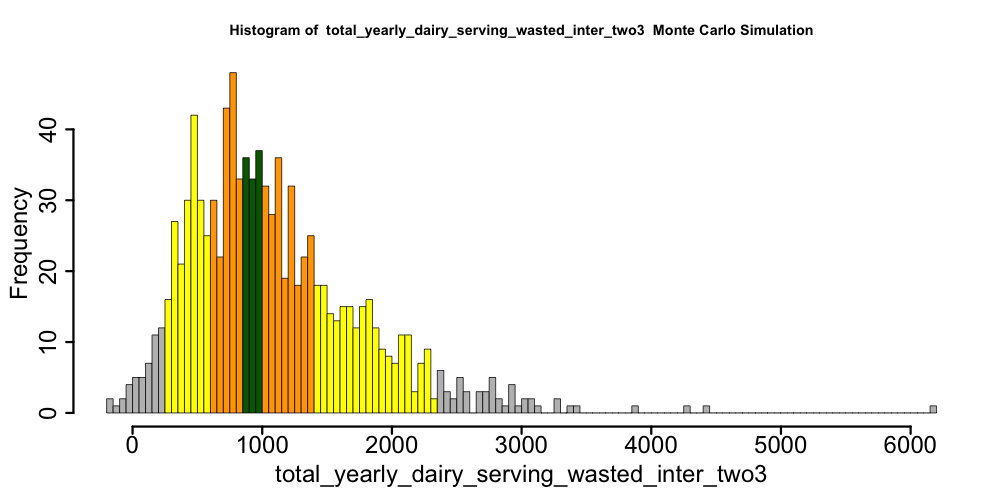 Histogram of  total_yearly_dairy_serving_wasted_inter_two3  Monte Carlo Simulation
Frequency
40
30
20
10
0
0 1000 2000 3000 4000 5000 6000
total_yearly_dairy_serving_wasted_inter_two3